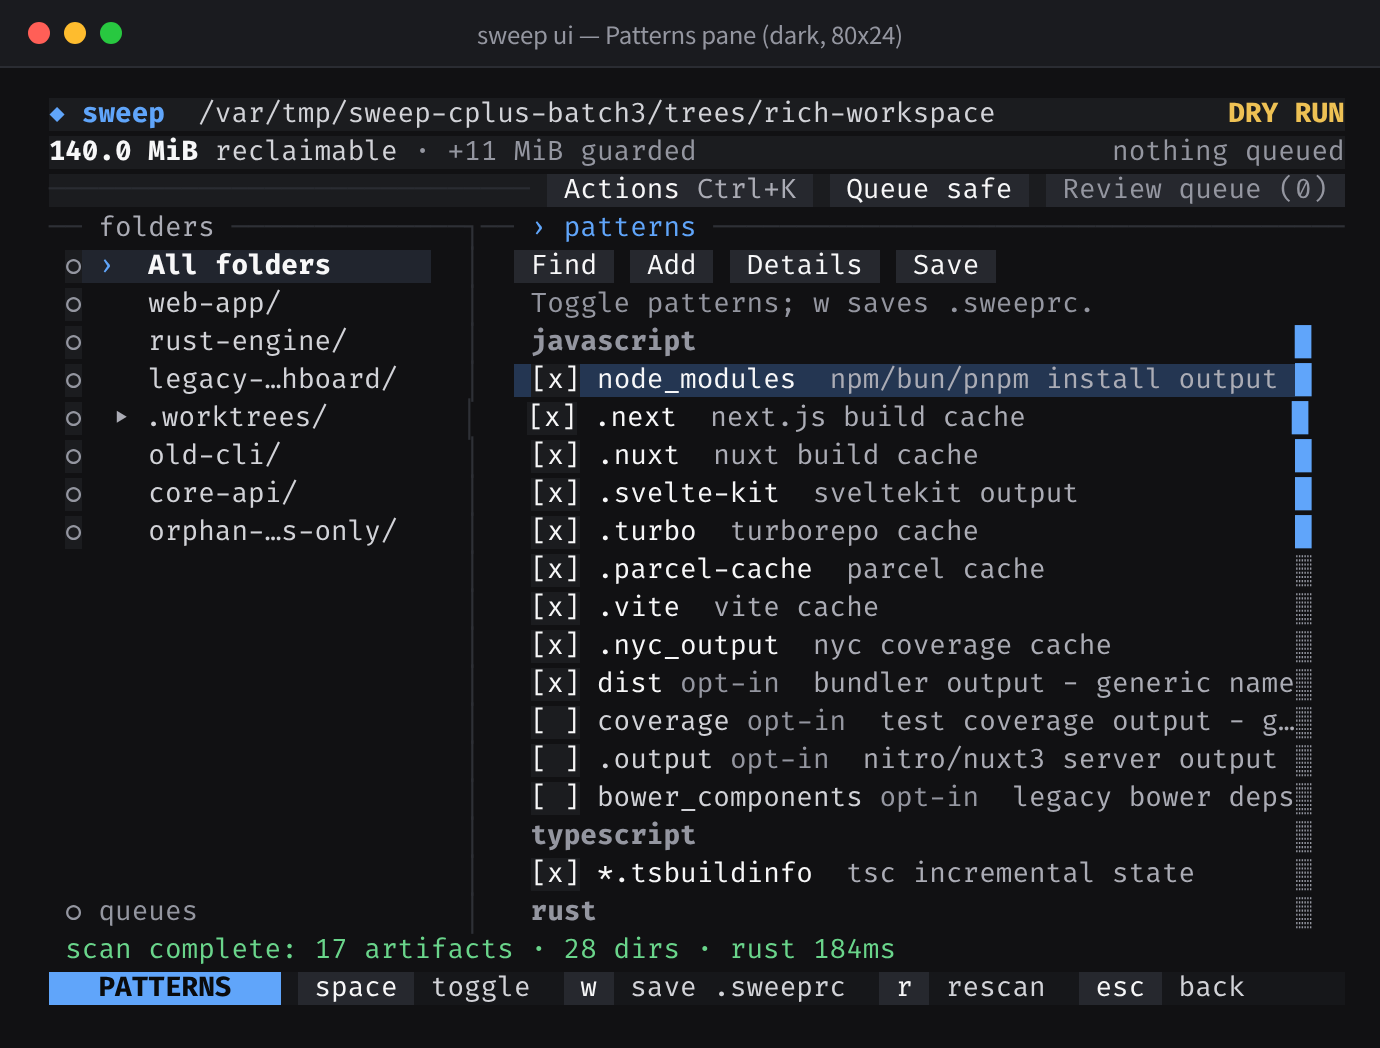 sweep ui — Patterns pane (dark, 80x24)
◆ sweep /var/tmp/sweep-cplus-batch3/trees/rich-workspace DRY RUN
140.0 MiB reclaimable · +11 MiB guarded nothing queued
Actions Ctrl+K Queue safe Review queue (0)
folders
○ › All folders
○ web-app/
○ rust-engine/
○ legacy-…hboard/
○ ▸ .worktrees/
○ old-cli/
○ core-api/
○ orphan-…s-only/
○ queues
› patterns
Find Add Details Save
Toggle patterns; w saves .sweeprc.
javascript
[x] node_modules npm/bun/pnpm install output
[x] .next next.js build cache
[x] .nuxt nuxt build cache
[x] .svelte-kit sveltekit output
[x] .turbo turborepo cache
[x] .parcel-cache parcel cache
[x] .vite vite cache
[x] .nyc_output nyc coverage cache
[x] dist opt-in bundler output - generic name
[ ] coverage opt-in test coverage output - g…
[ ] .output opt-in nitro/nuxt3 server output
[ ] bower_components opt-in legacy bower deps
typescript
[x] *.tsbuildinfo tsc incremental state
rust
scan complete: 17 artifacts · 28 dirs · rust 184ms
PATTERNS space toggle w save .sweeprc r rescan esc back